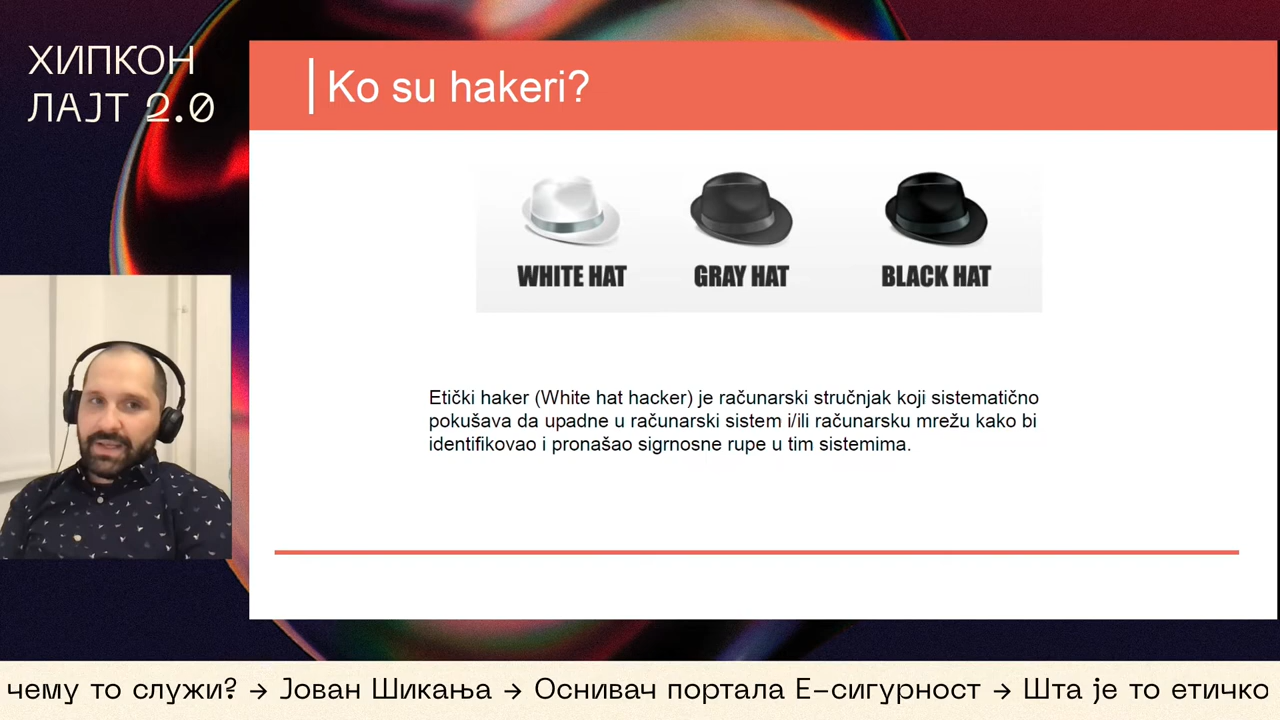 ХИПКОН
ЛАЈТ 2.0
Ko su hakeri?
WHITE HAT GRAY HAT BLACK HAT
Etički haker (White hat hacker) je računarski stručnjak koji sistematično
pokušava da upadne u računarski sistem i/ili računarsku mrežu kako bi
identifikovao i pronašao sigrnosne rupe u tim sistemima.
чему то служи? → Јован Шикања → Оснивач портала Е-сигурност → Шта је то етичко